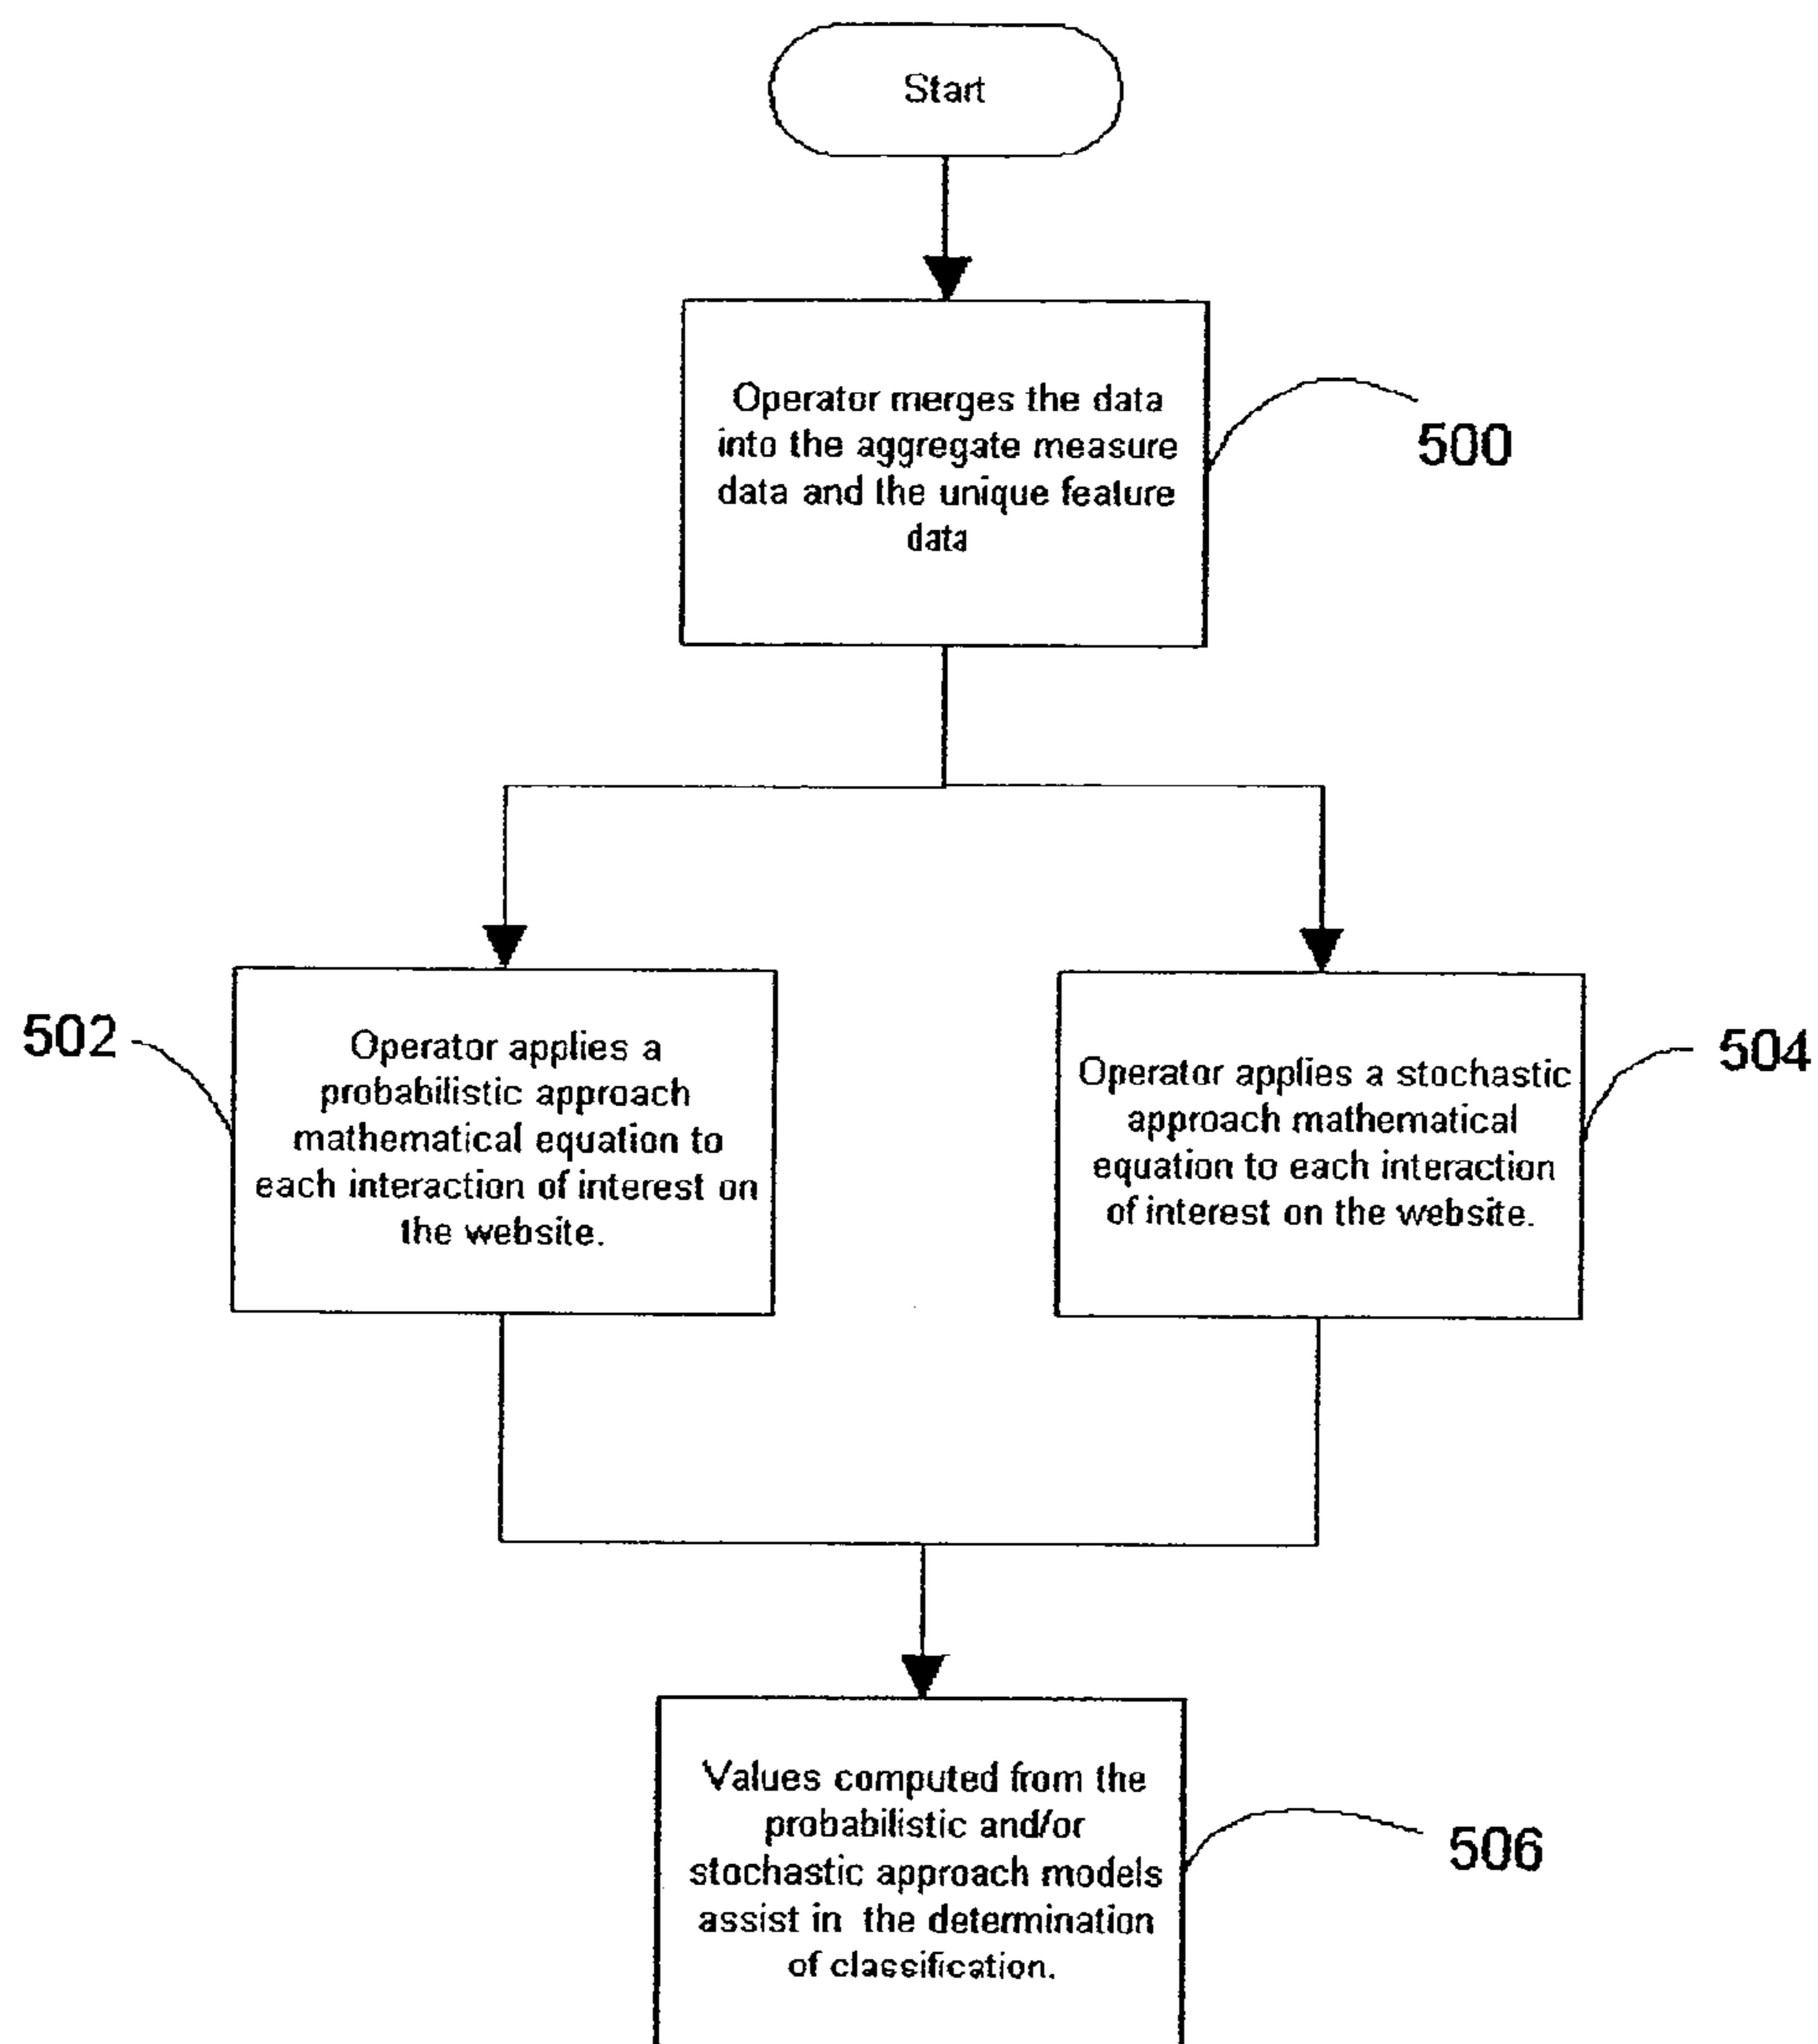 Start
Operator merges the data
into the aggregate measure
data and the unique feature
data
500
502
Operator applies a
probabilistic approach
mathematical equation to
each interaction of interest on
the website.
Operator applies a stochastic
approach mathematical
equation to each interaction
of interest on the website.
504
Values computed from the
probabilistic and/or
stochastic approach models
assist in the determination
of classification.
506